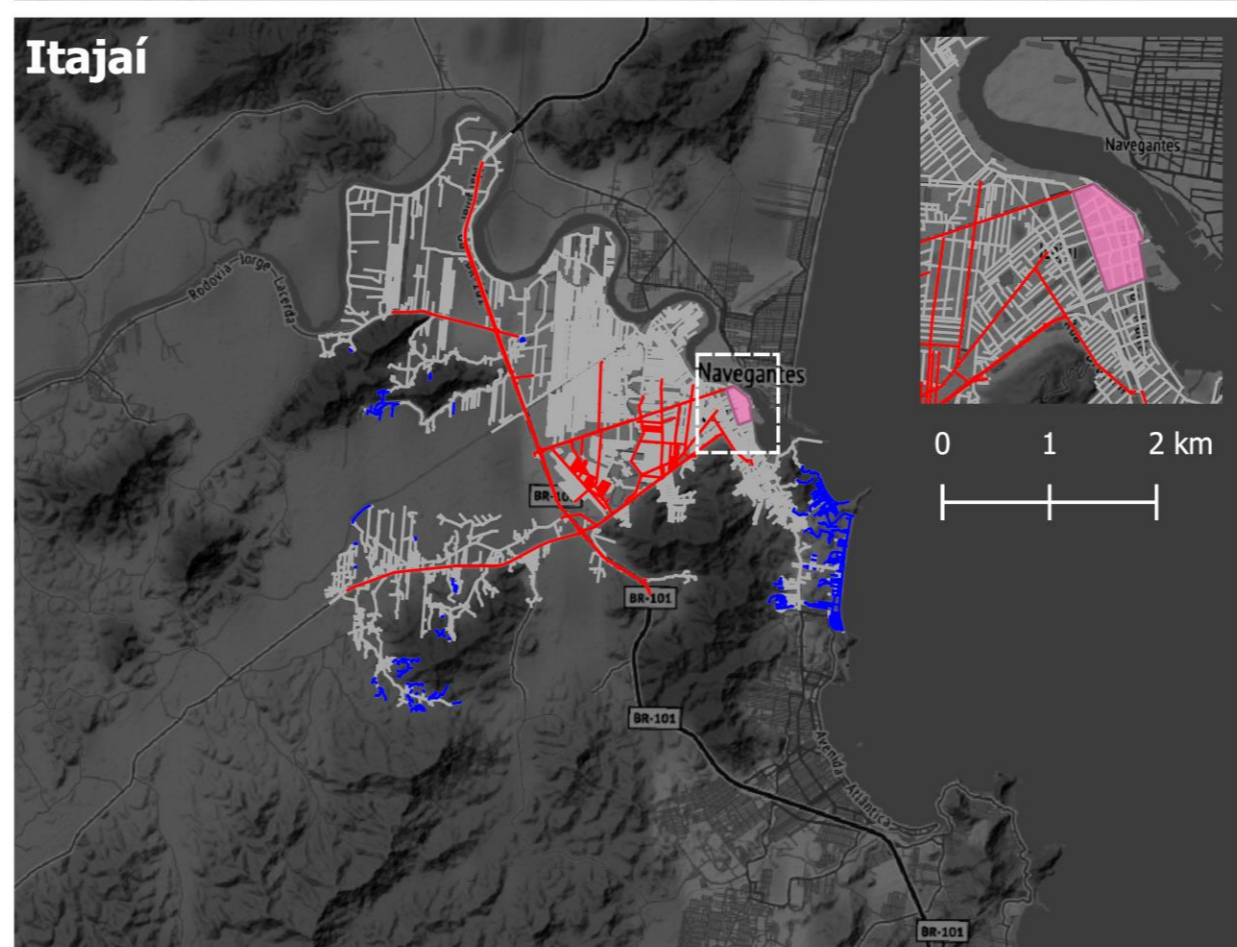 Itajaí
Navegantes
Rodovia Jorge Lacerda
Navegantes
0 1 2 km
BR-101
BR-101
BR-101
Avenida Atlântica
BR-101